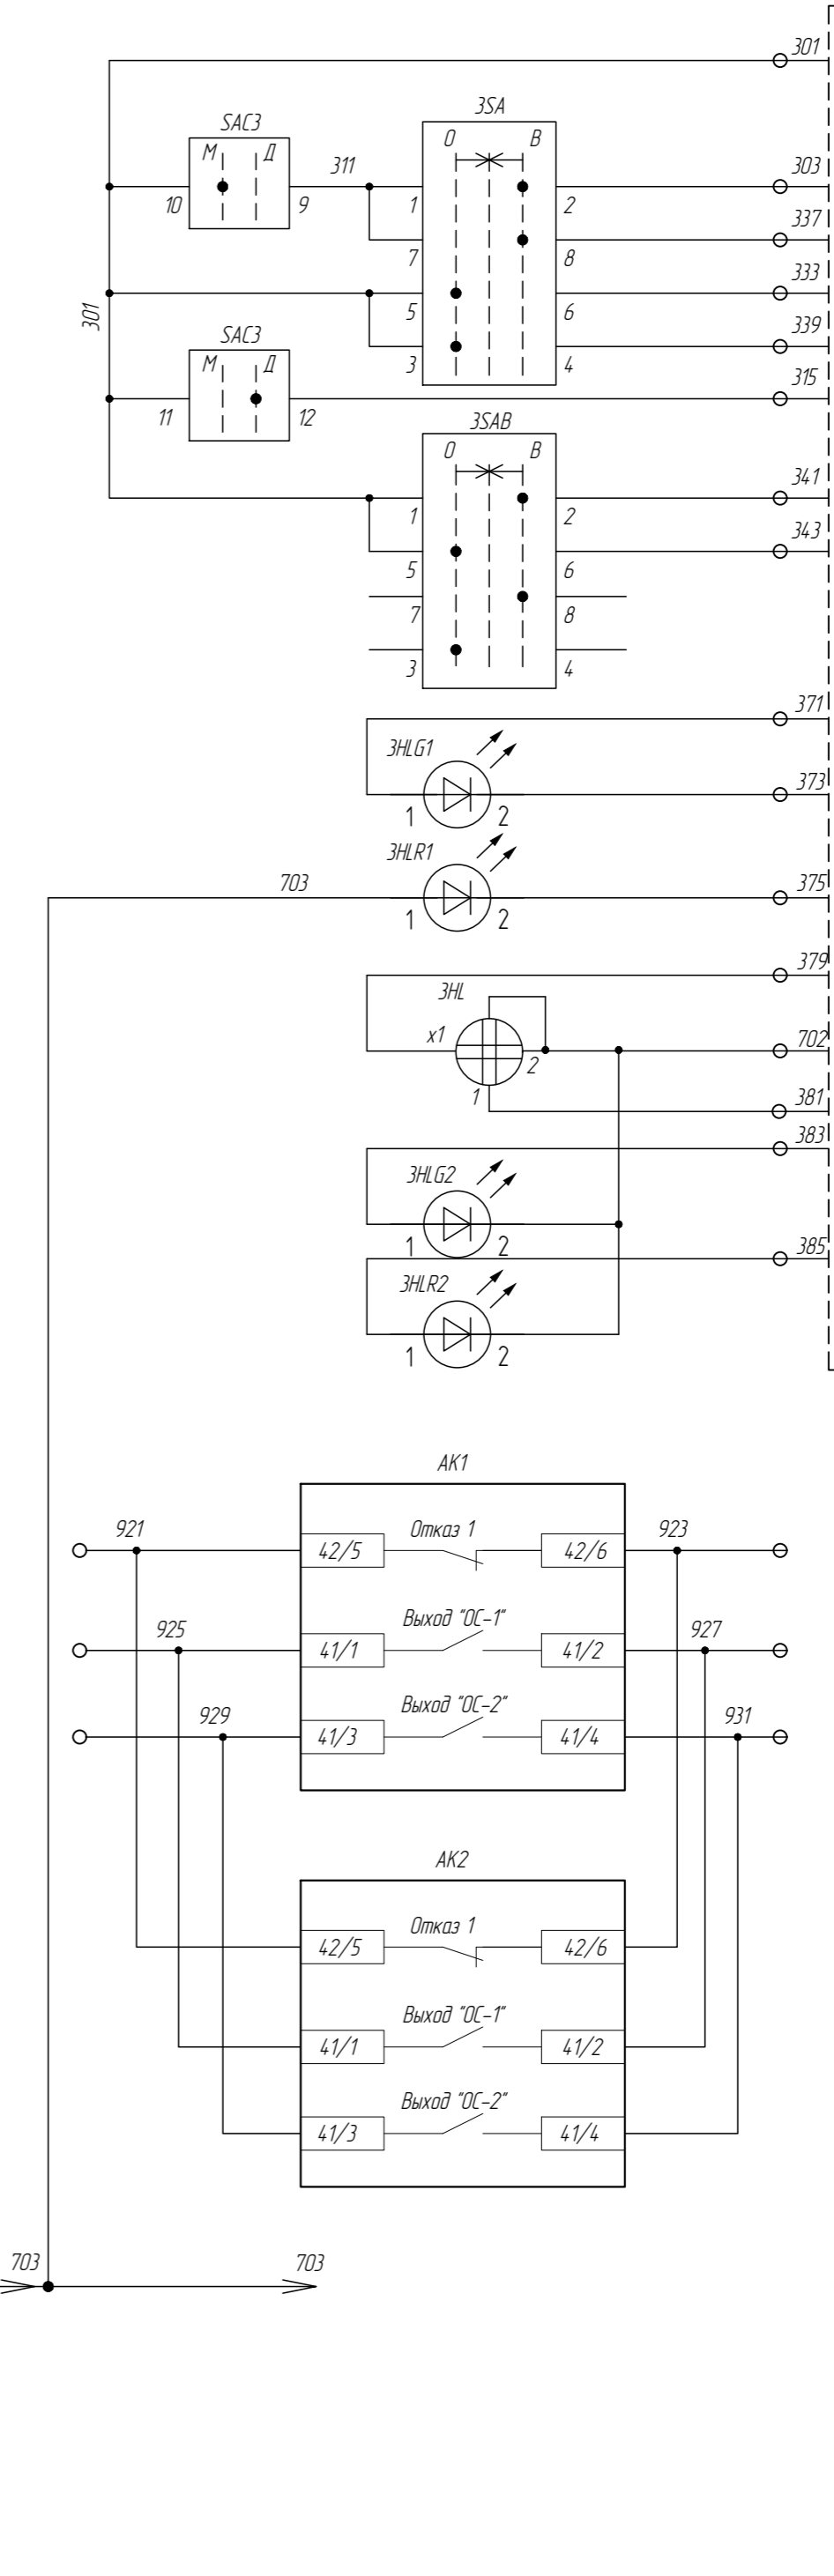 301
3SA
SAC3
О В
М Д
311
303
10 9
1 2
337
7 8
333
301
5 6
339
SAC3
3 4
М Д
315
11 12
3SAB
О В
341
1 2
343
5 6
7 8
3 4
371
3HLG1
373
1 2
3HLR1
703
375
1 2
379
3HL
x1
702
2
1
381
383
3HLG2
385
1 2
3HLR2
1 2
АК1
921
Отказ 1
923
42/5
42/6
925
Выход "ОС-1"
927
41/1
41/2
929
Выход "ОС-2"
931
41/3
41/4
АК2
Отказ 1
42/5
42/6
Выход "ОС-1"
41/1
41/2
Выход "ОС-2"
41/3
41/4
703
703